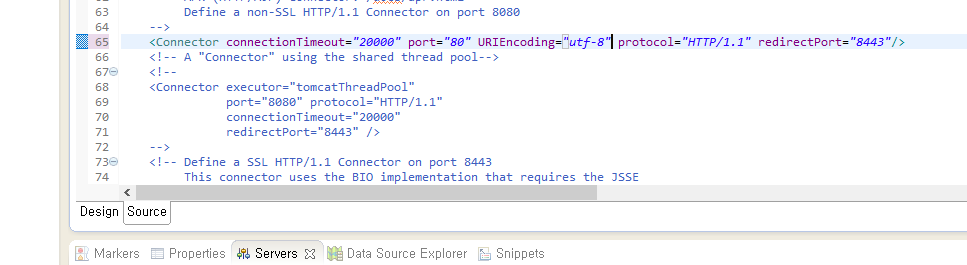 63 Define a non-SSL HTTP/1.1 Connector on port 8080
64 -->
65 <Connector connectionTimeout="20000" port="80" URIEncoding="utf-8" protocol="HTTP/1.1" redirectPort="8443"/>
66 <!-- A "Connector" using the shared thread pool-->
67 <!--
68 <Connector executor="tomcatThreadPool"
69 port="8080" protocol="HTTP/1.1"
70 connectionTimeout="20000"
71 redirectPort="8443" />
72 -->
73 <!-- Define a SSL HTTP/1.1 Connector on port 8443
74 This connector uses the BIO implementation that requires the JSSE
Design Source
Markers Properties Servers Data Source Explorer Snippets